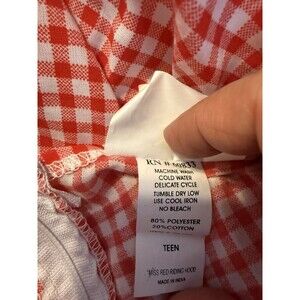 RN # 60833
MACHINE WASH
COLD WATER
DELICATE CYCLE
TUMBLE DRY LOW
USE COOL IRON
NO BLEACH
80% POLYESTER
20%COTTON
TEEN
"MISS RED RIDING HOOD
MADE IN INDIA